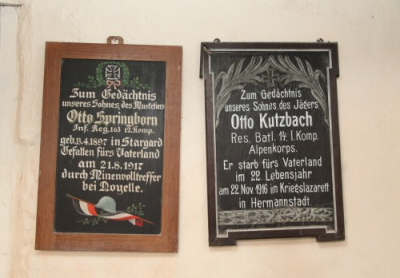 Zum Gedächtnis
unseres Sohnes des Musketiers
Otto Springborn
Inf. Reg. 163 12. Komp.
geb. 8.4.1897 in Stargard
Gefallen fürs Vaterland
am 21.8.1917
durch Minenvolltreffer
bei Noyelle.
Zum Gedächtnis
unseres Sohnes des Jägers
Otto Kutzbach
Res. Batl. 14. I. Komp.
Alpenkorps.
Er starb fürs Vaterland
im 22. Lebensjahr
am 22. Nov 1916 in Kriegslazarett
in Hermannstadt.